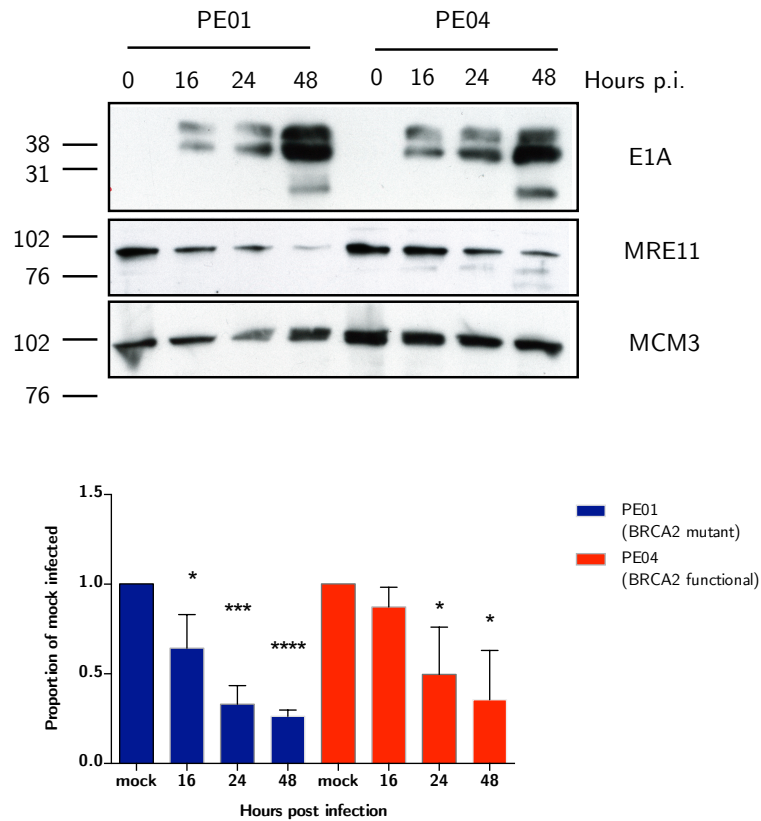 PE01 PE04
0 16 24 48 0 16 24 48 Hours p.i.
38
31
E1A
102
76
MRE11
102
76
MCM3
1.5
1.0
0.5
0.0
Proportion of mock infected
* *** **** * *
mock 16 24 48 mock 16 24 48
Hours post infection
PE01
(BRCA2 mutant)
PE04
(BRCA2 functional)